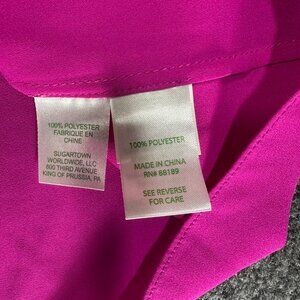 100% POLYESTER
FABRIQUE EN
CHINE
SUGARTOWN
WORLDWIDE, LLC
800 THIRD AVENUE
KING OF PRUSSIA, PA
100% POLYESTER
MADE IN CHINA
RN# 88189
SEE REVERSE
FOR CARE